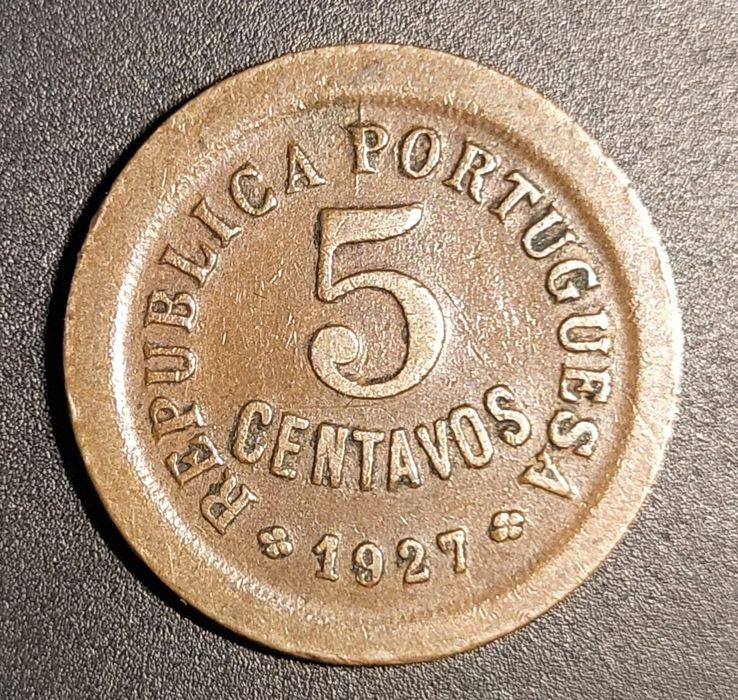 REPUBLICA PORTUGUESA
5
CENTAVOS
1927